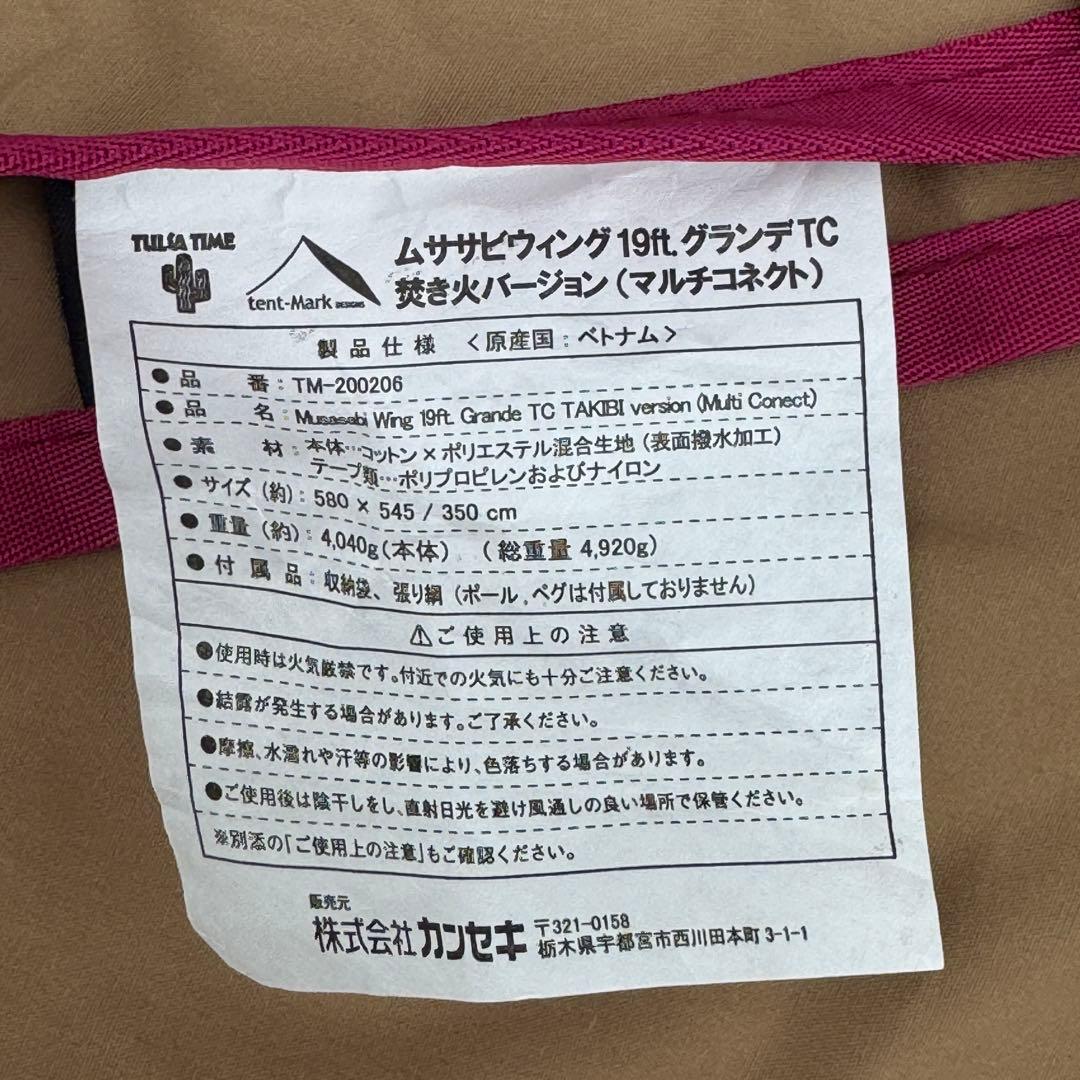 TULSA TIME
tent-Mark DESIGNS
ムササビウィング 19ft. グランデ TC
焚き火バージョン (マルチコネクト)
製品仕様 <原産国:ベトナム>
●品番: TM-200206
●品名: Musasabi Wing 19ft. Grande TC TAKIBI version (Multi Conect)
●素材: 本体…コットン×ポリエステル混合生地 (表面撥水加工)
テープ類…ポリプロピレンおよびナイロン
●サイズ (約): 580 × 545 / 350 cm
●重量 (約): 4,040g(本体) (総重量 4,920g)
●付属品: 収納袋、張り綱 (ポール,ペグは付属しておりません)
⚠ご使用上の注意
●使用時は火気厳禁です。付近での火気にも十分ご注意ください。
●結露が発生する場合があります。ご了承ください。
●摩擦、水濡れや汗等の影響により、色落ちする場合があります。
●ご使用後は陰干しをし、直射日光を避け風通しの良い場所で保管ください。
※別添の「ご使用上の注意」もご確認ください。
販売元
株式会社 カンセキ 〒321-0158
栃木県宇都宮市西川田本町 3-1-1